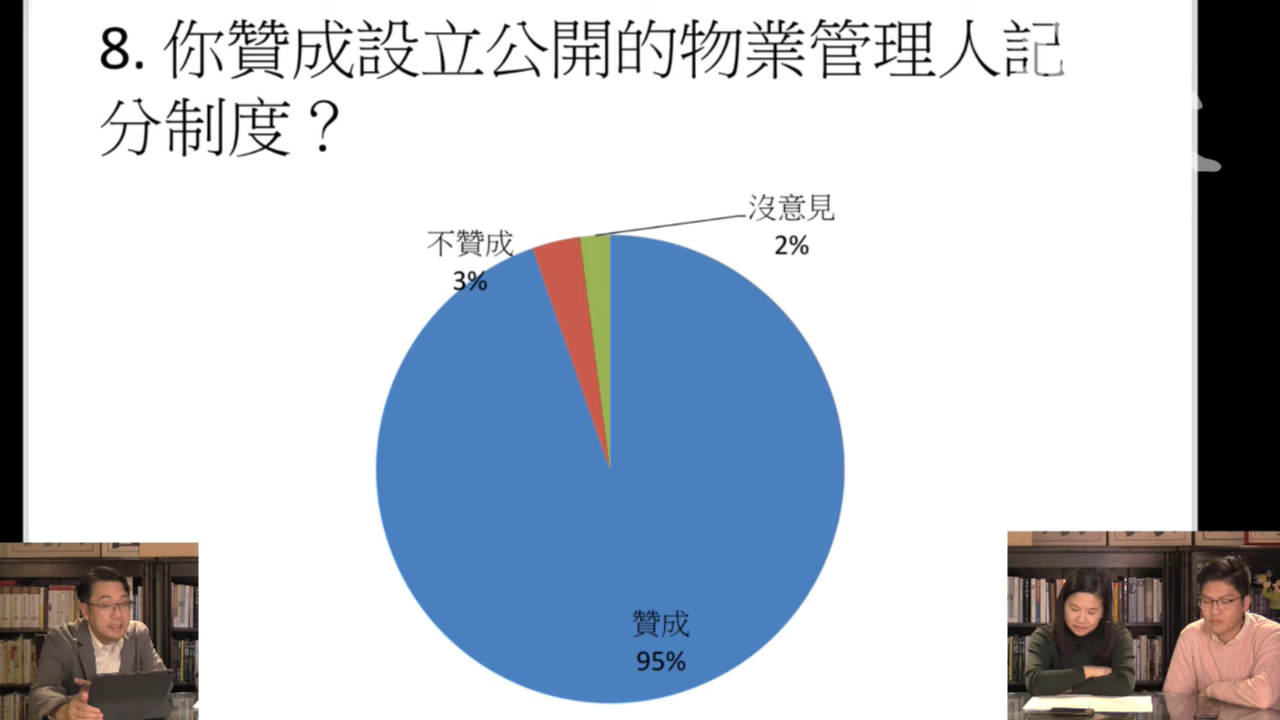 8. 你贊成設立公開的物業管理人記
分制度？
沒意見
2%
不贊成
3%
贊成
95%